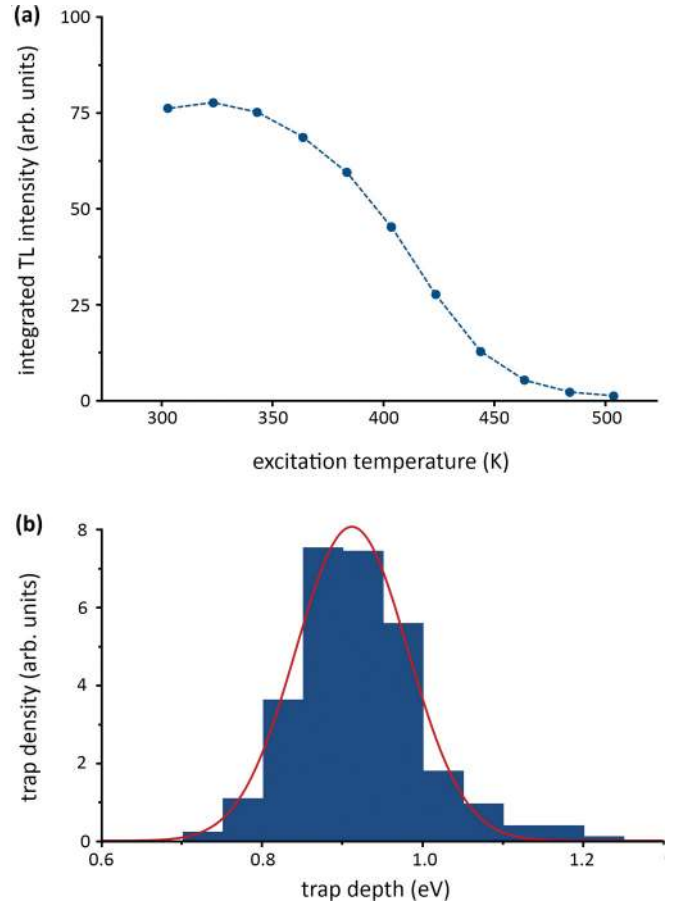 (a)
100
75
50
25
0
300 350 400 450 500
integrated TL intensity (arb. units)
excitation temperature (K)
(b)
8
6
4
2
0
0.6 0.8 1.0 1.2
trap density (arb. units)
trap depth (eV)